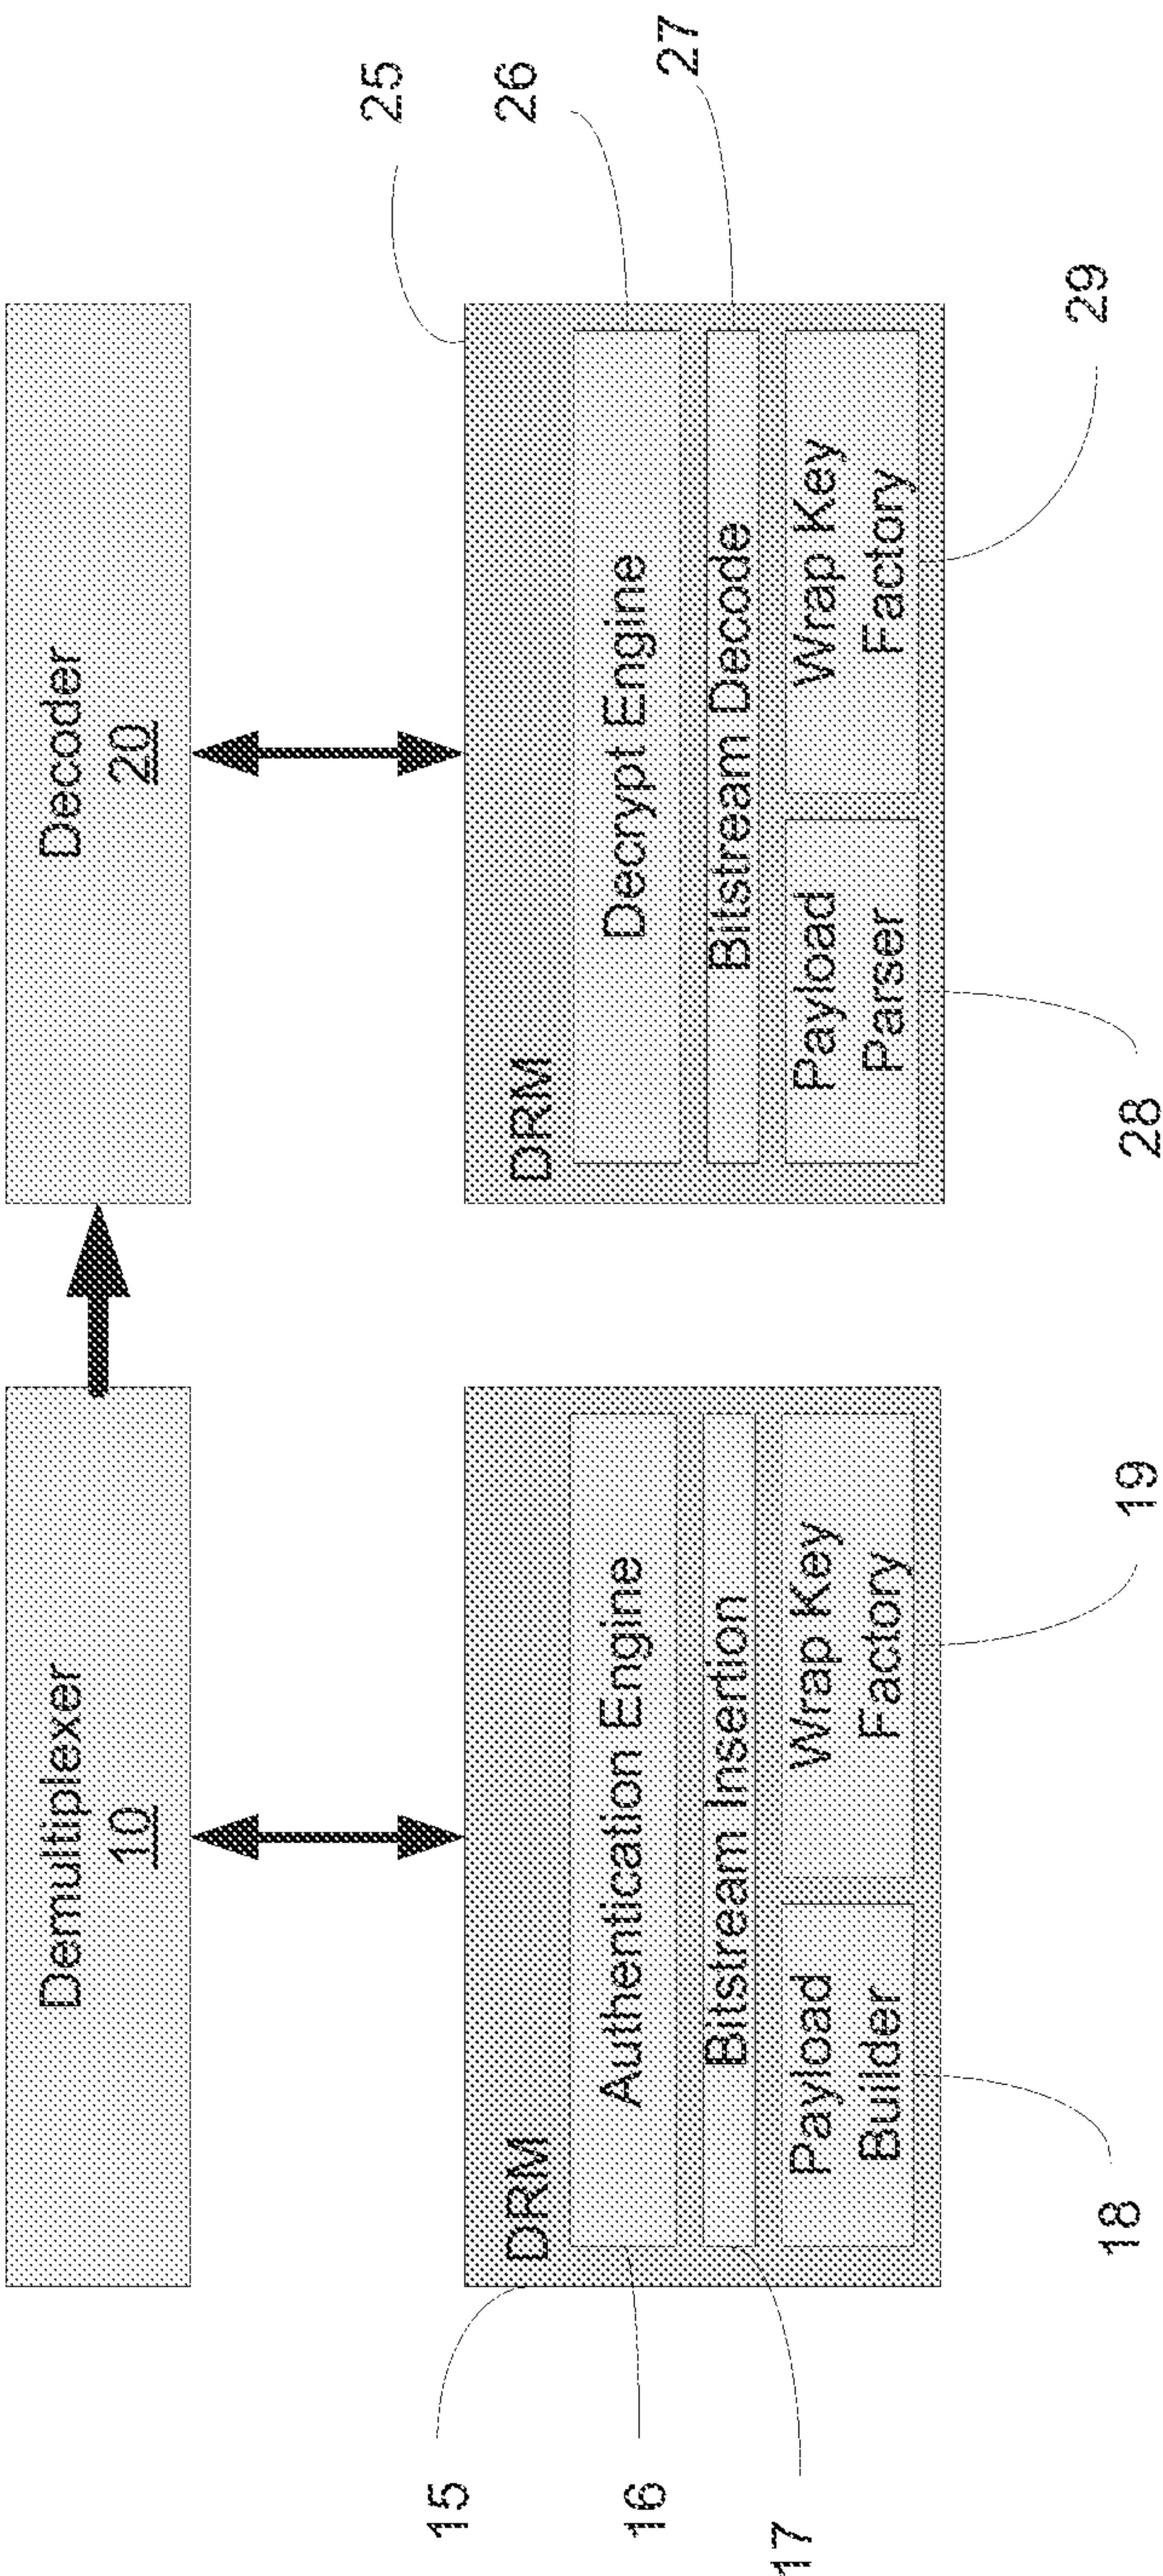 Demultiplexer
10
Decoder
20
15
DRM
16
Authentication Engine
17
Bitstream Insertion
Payload
Builder
18
Wrap Key
Factory
19
25
DRM
26
Decrypt Engine
27
Bitstream Decode
Payload
Parser
28
Wrap Key
Factory
29